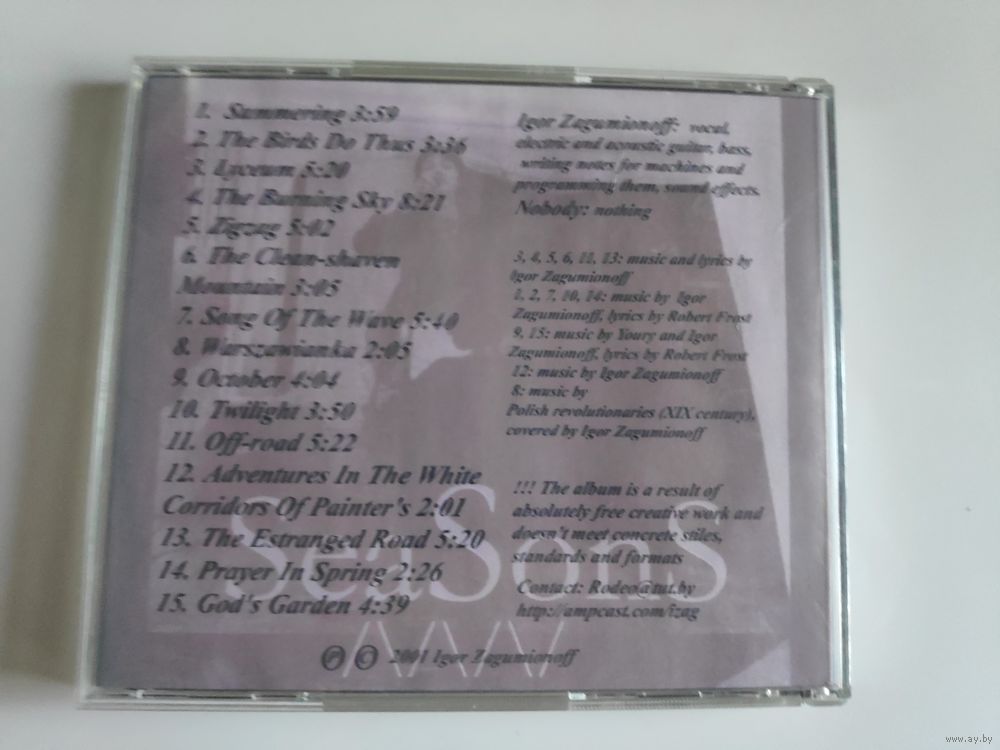 1. Summering 3:59
2. The Birds Do Thus 3:36
3. Lyceum 5:20
4. The Burning Sky 8:21
5. Zigzag 5:02
6. The Clean-shaven
Mountain 3:05
7. Song Of The Wave 5:40
8. Warszawianka 2:05
9. October 4:04
10. Twilight 3:50
11. Off-road 5:22
12. Adventures In The White
Corridors Of Painter's 2:01
13. The Estranged Road 5:20
14. Prayer In Spring 2:26
15. God's Garden 4:39
Igor Zagumionoff: vocal,
electric and acoustic guitar, bass,
writing notes for machines and
programming them, sound effects.
Nobody: nothing
3, 4, 5, 6, 11, 13: music and lyrics by
Igor Zagumionoff
1, 2, 7, 10, 14: music by Igor
Zagumionoff, lyrics by Robert Frost
9, 15: music by Youry and Igor
Zagumionoff, lyrics by Robert Frost
12: music by Igor Zagumionoff
8: music by
Polish revolutionaries (XIX century),
covered by Igor Zagumionoff
!!! The album is a result of
absolutely free creative work and
doesn't meet concrete stiles,
standards and formats
Contact: Rodeo@tut.by
http://ampcast.com/izag
SeaSonS
℗ © 2001 Igor Zagumionoff
www.ay.by